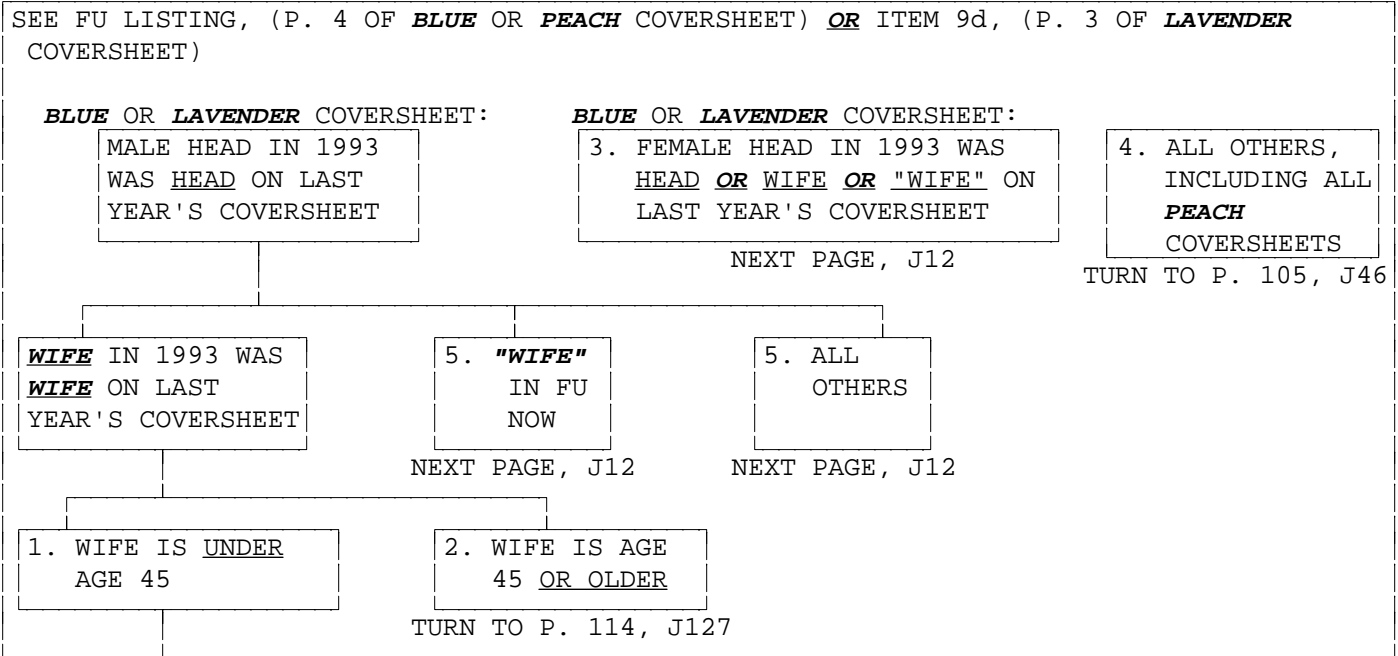 SEE FU LISTING, (P. 4 OF BLUE OR PEACH COVERSHEET) OR ITEM 9d, (P. 3 OF LAVENDER
COVERSHEET)
BLUE OR LAVENDER COVERSHEET:
MALE HEAD IN 1993
WAS HEAD ON LAST
YEAR'S COVERSHEET
BLUE OR LAVENDER COVERSHEET:
3. FEMALE HEAD IN 1993 WAS
HEAD OR WIFE OR "WIFE" ON
LAST YEAR'S COVERSHEET
NEXT PAGE, J12
4. ALL OTHERS,
INCLUDING ALL
PEACH
COVERSHEETS
TURN TO P. 105, J46
WIFE IN 1993 WAS
WIFE ON LAST
YEAR'S COVERSHEET
5. "WIFE"
IN FU
NOW
NEXT PAGE, J12
5. ALL
OTHERS
NEXT PAGE, J12
1. WIFE IS UNDER
AGE 45
2. WIFE IS AGE
45 OR OLDER
TURN TO P. 114, J127